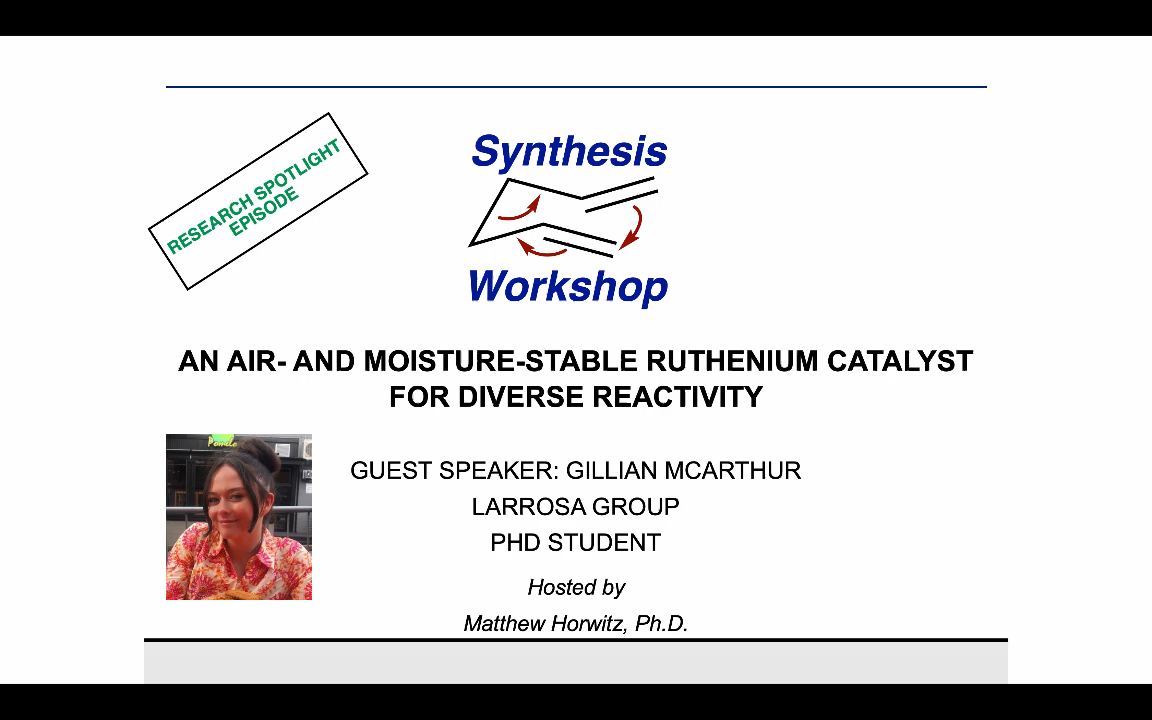 RESEARCH SPOTLIGHT
EPISODE
Synthesis
Workshop
AN AIR- AND MOISTURE-STABLE RUTHENIUM CATALYST
FOR DIVERSE REACTIVITY
GUEST SPEAKER: GILLIAN MCARTHUR
LARROSA GROUP
PHD STUDENT
Hosted by
Matthew Horwitz, Ph.D.